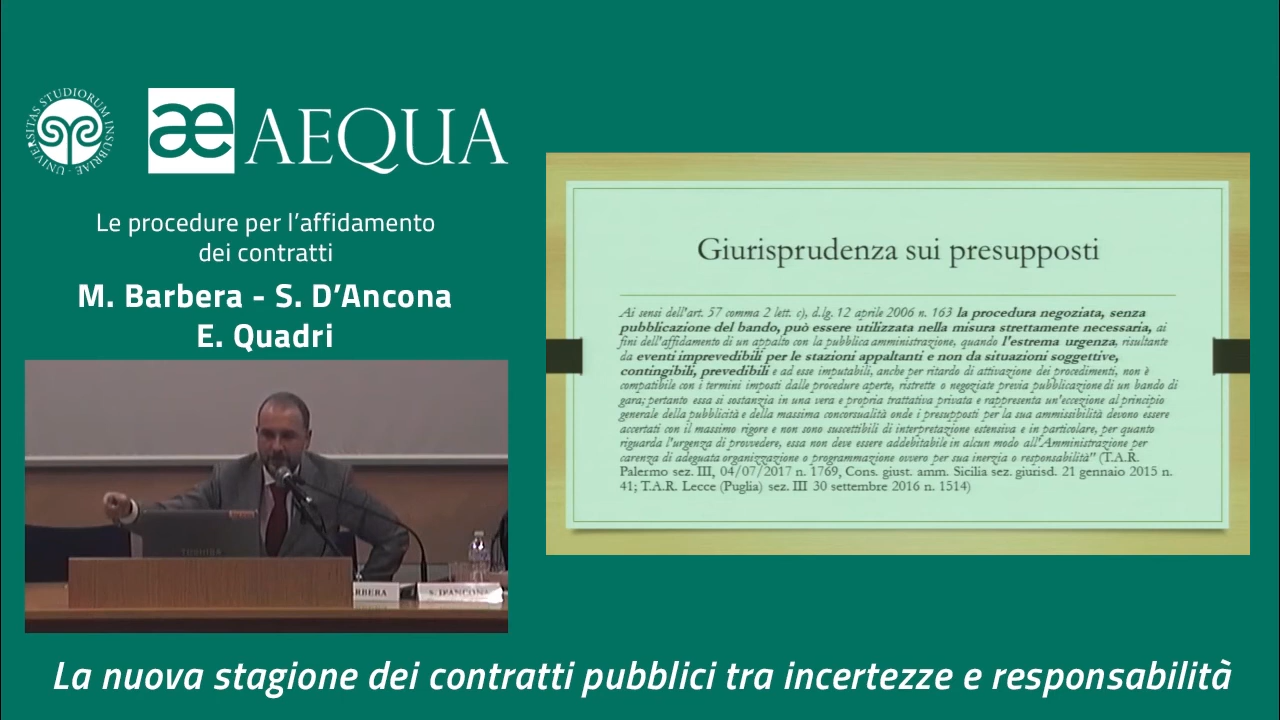 UNIVERSITAS STUDIORUM INSUBRIAE
æ AEQUA
Le procedure per l'affidamento
dei contratti
M. Barbera - S. D'Ancona
E. Quadri
Giurisprudenza sui presupposti
Ai sensi dell'art. 57 comma 2 lett. c), d.lg. 12 aprile 2006 n. 163 la procedura negoziata, senza
pubblicazione del bando, può essere utilizzata nella misura strettamente necessaria, ai
fini dell'affidamento di un appalto con la pubblica amministrazione, quando l'estrema urgenza, risultante
da eventi imprevedibili per le stazioni appaltanti e non da situazioni soggettive,
contingibili, prevedibili e ad esse imputabili, anche per ritardo di attivazione dei procedimenti, non è
compatibile con i termini imposti dalle procedure aperte, ristrette o negoziate previa pubblicazione di un bando di
gara; pertanto essa si sostanzia in una vera e propria trattativa privata e rappresenta un'eccezione al principio
generale della pubblicità e della massima concorsualità onde i presupposti per la sua ammissibilità devono essere
accertati con il massimo rigore e non sono suscettibili di interpretazione estensiva e in particolare, per quanto
riguarda l'urgenza di provvedere, essa non deve essere addebitabile in alcun modo all'Amministrazione per
carenza di adeguata organizzazione o programmazione ovvero per sua inerzia o responsabilità" (T.A.R.
Palermo sez. III, 04/07/2017 n. 1769, Cons. giust. amm. Sicilia sez. giurisd. 21 gennaio 2015 n.
41; T.A.R. Lecce (Puglia) sez. III 30 settembre 2016 n. 1514)
TOSHIBA
RBERA
S. D'ANCONA
La nuova stagione dei contratti pubblici tra incertezze e responsabilità